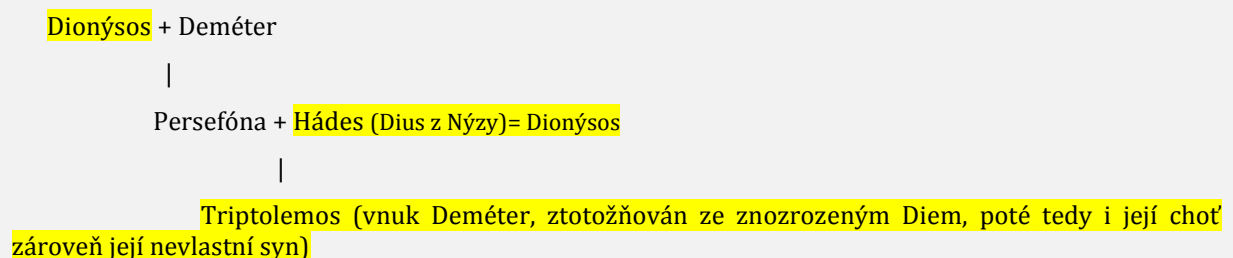 Dionýsos + Deméter
|
Persefóna + Hádes (Dius z Nýzy)= Dionýsos
|
Triptolemos (vnuk Deméter, ztotožňován ze znozrozeným Diem, poté tedy i její choť
zároveň její nevlastní syn)